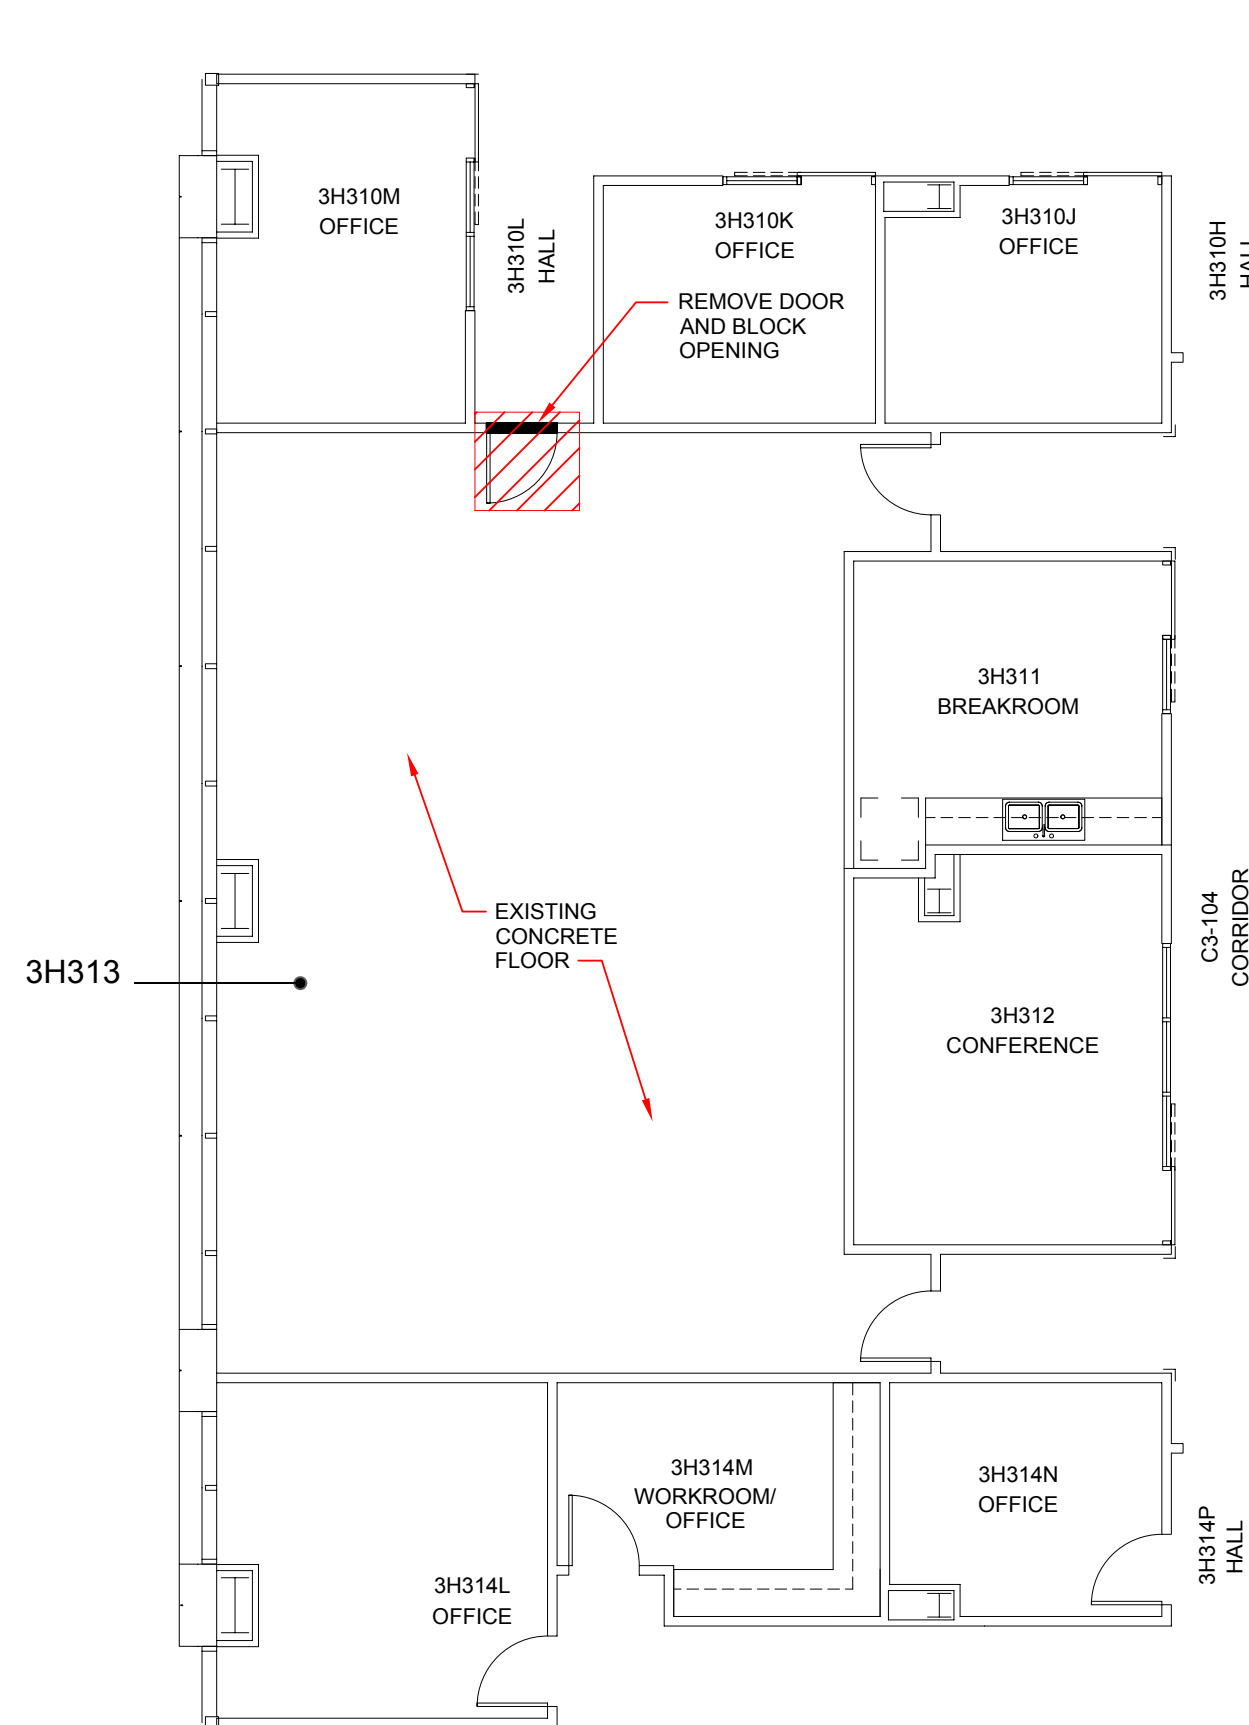 3H310M
OFFICE
3H310L
HALL
3H310K
OFFICE
3H310J
OFFICE
3H310H
HALL
REMOVE DOOR
AND BLOCK
OPENING
3H311
BREAKROOM
EXISTING
CONCRETE
FLOOR
3H313
C3-104
CORRIDOR
3H312
CONFERENCE
3H314M
WORKROOM/
OFFICE
3H314N
OFFICE
3H314P
HALL
3H314L
OFFICE